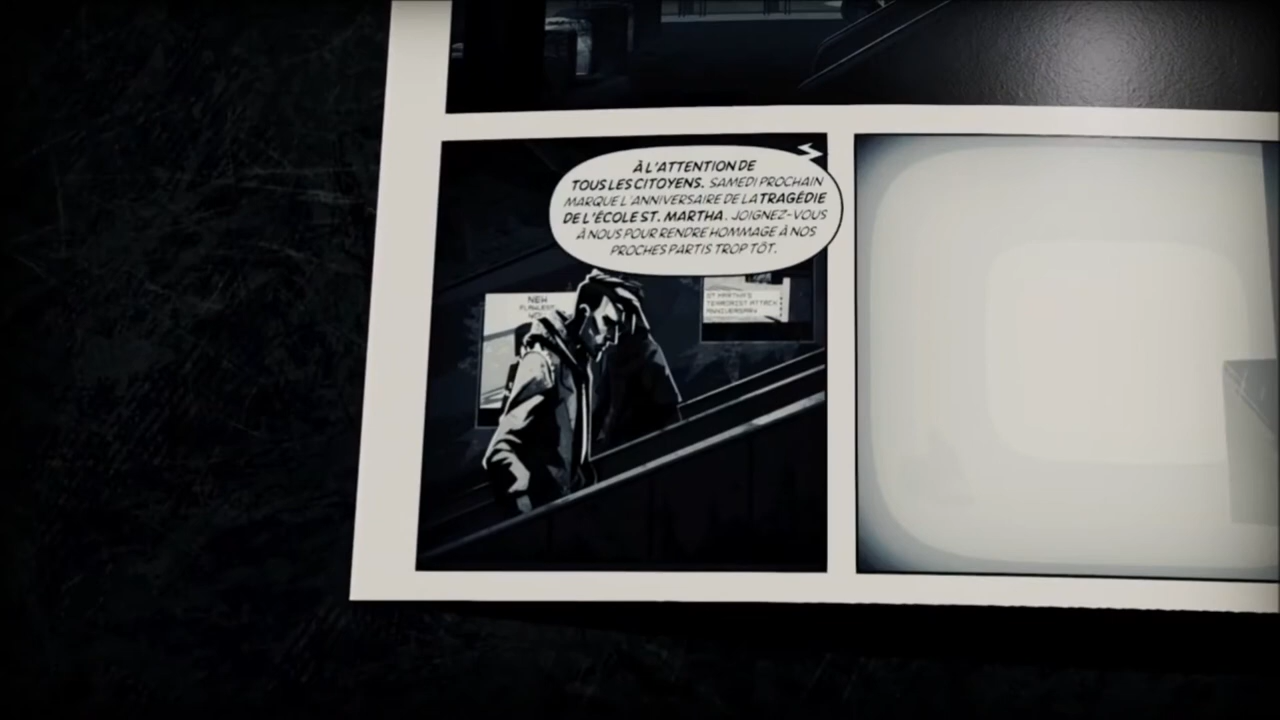 À L'ATTENTION DE
TOUS LES CITOYENS. SAMEDI PROCHAIN
MARQUE L'ANNIVERSAIRE DE LA TRAGÉDIE
DE L'ÉCOLE ST. MARTHA. JOIGNEZ-VOUS
À NOUS POUR RENDRE HOMMAGE À NOS
PROCHES PARTIS TROP TÔT.
NEW
ST MARTHA'S
TERRORIST ATTACK
ANNIVERSARY